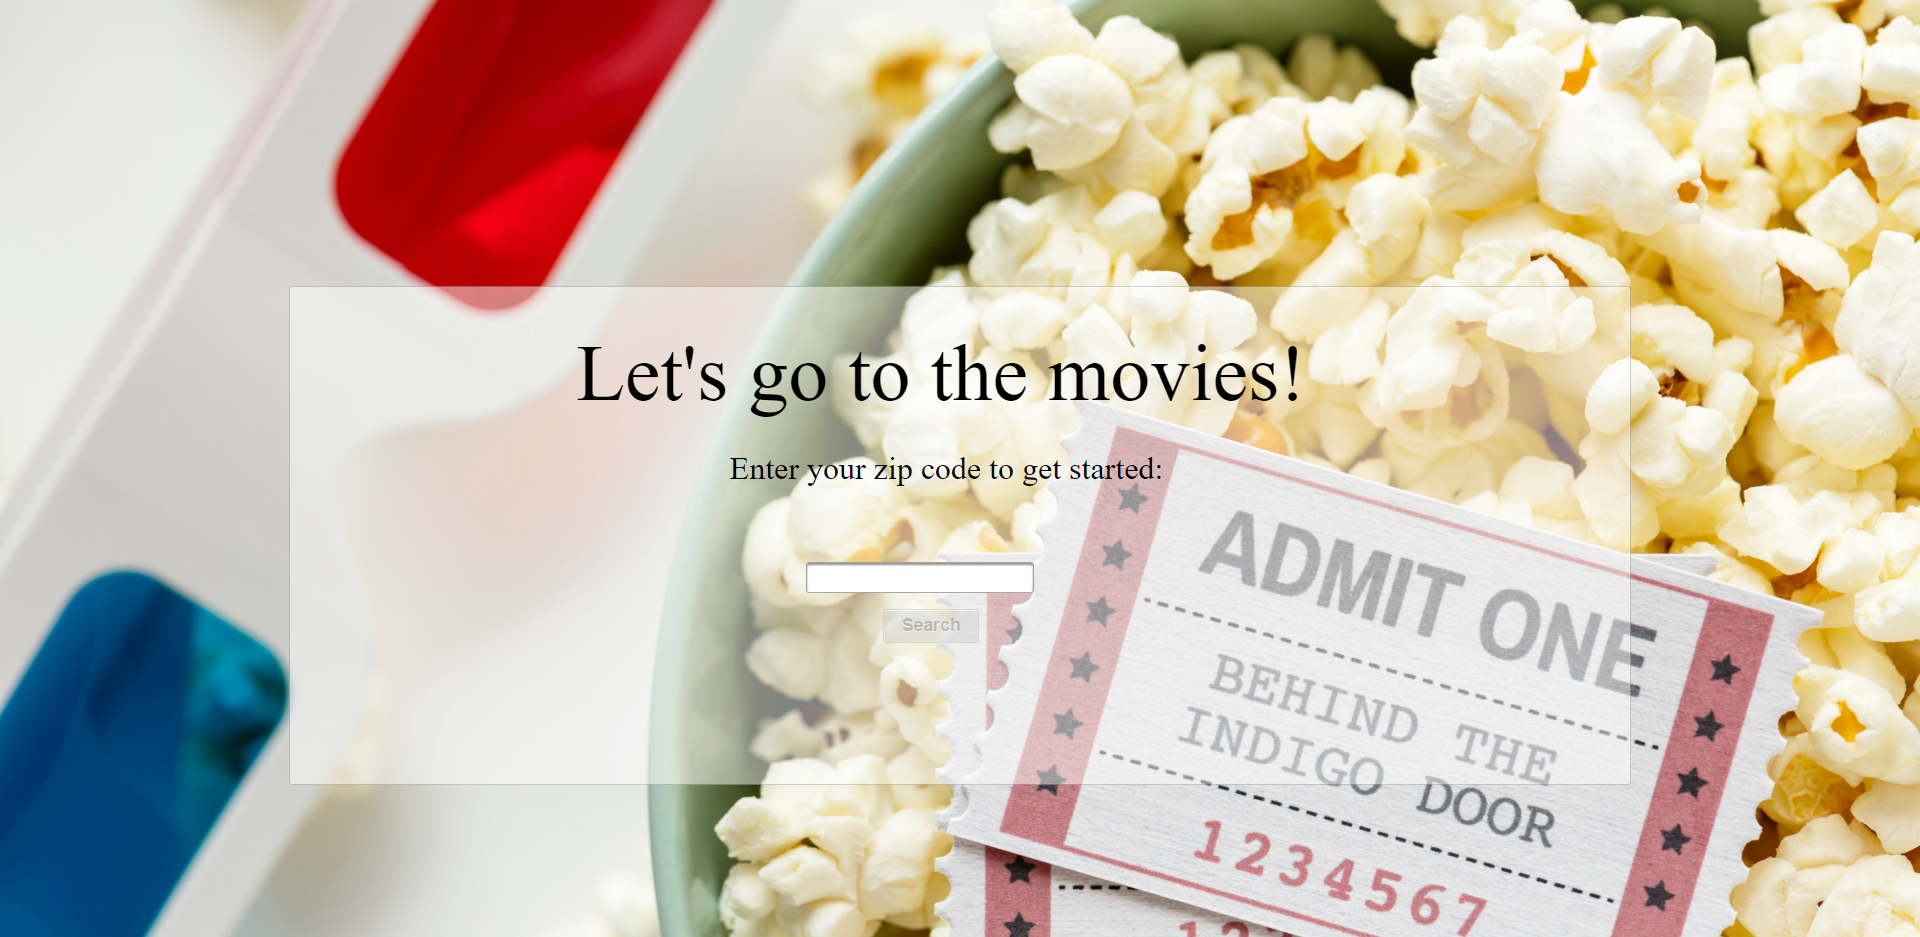 Let's go to the movies!
Enter your zip code to get started:
Search
ADMIT ONE
BEHIND THE
INDIGO DOOR
1234567